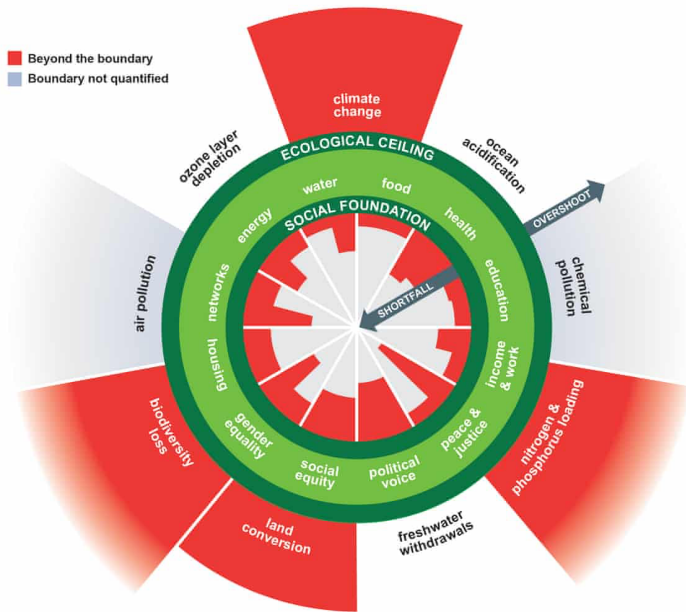 Beyond the boundary
Boundary not quantified
climate
change
ECOLOGICAL CEILING
ozone layer
depletion
ocean
acidification
OVERSHOOT
chemical
pollution
nitrogen &
phosphorus loading
freshwater
withdrawals
land
conversion
biodiversity
loss
air pollution
water
food
health
education
income
& work
peace &
justice
political
voice
social
equity
gender
equality
housing
networks
energy
SOCIAL FOUNDATION
SHORTFALL